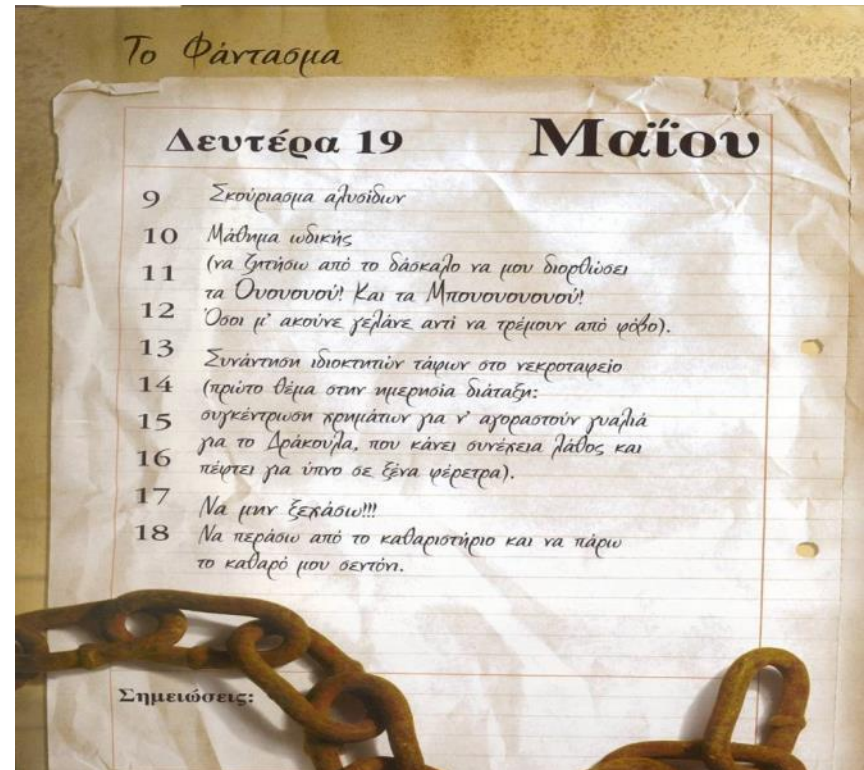 Το Φάντασμα
Δευτέρα 19 Μαΐου
9 Σκούριασμα αλυσίδων
10 Μάθημα ωδικής
11 (να ζητήσω από το δάσκαλο να μου διορθώσει
τα Ουουουού! Και τα Μπουουουουού!
12 Όσοι μ' ακούνε γελάνε αντί να τρέμουν από φόβο).
13 Συνάντηση ιδιοκτητών τάφων στο νεκροταφείο
14 (πρώτο θέμα στην ημερησία διάταξη:
15 συγκέντρωση χρημάτων για ν' αγοραστούν γυαλιά
για το Δράκουλα, που κάνει συνέχεια λάθος και
16 πέφτει για ύπνο σε ξένα φέρετρα).
17 Να μην ξεχάσω!!!
18 Να περάσω από το καθαριστήριο και να πάρω
το καθαρό μου σεντόνι.
Σημειώσεις: